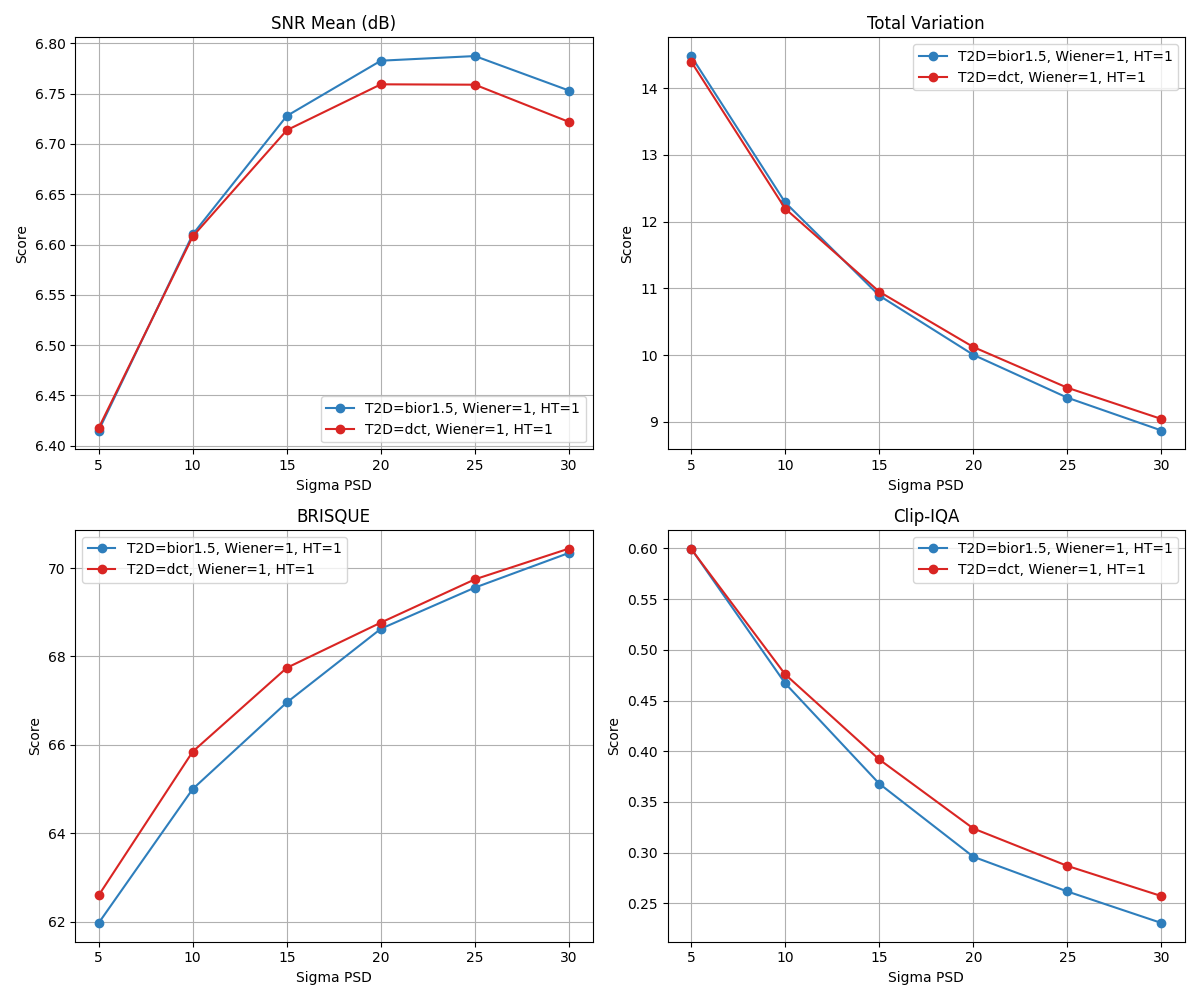 SNR Mean (dB)
6.80
6.75
6.70
6.65
6.60
6.55
6.50
6.45
6.40
Score
T2D=bior1.5, Wiener=1, HT=1
T2D=dct, Wiener=1, HT=1
5 10 15 20 25 30
Sigma PSD
Total Variation
14
13
12
11
10
9
Score
T2D=bior1.5, Wiener=1, HT=1
T2D=dct, Wiener=1, HT=1
5 10 15 20 25 30
Sigma PSD
BRISQUE
70
68
66
64
62
Score
T2D=bior1.5, Wiener=1, HT=1
T2D=dct, Wiener=1, HT=1
5 10 15 20 25 30
Sigma PSD
Clip-IQA
0.60
0.55
0.50
0.45
0.40
0.35
0.30
0.25
Score
T2D=bior1.5, Wiener=1, HT=1
T2D=dct, Wiener=1, HT=1
5 10 15 20 25 30
Sigma PSD